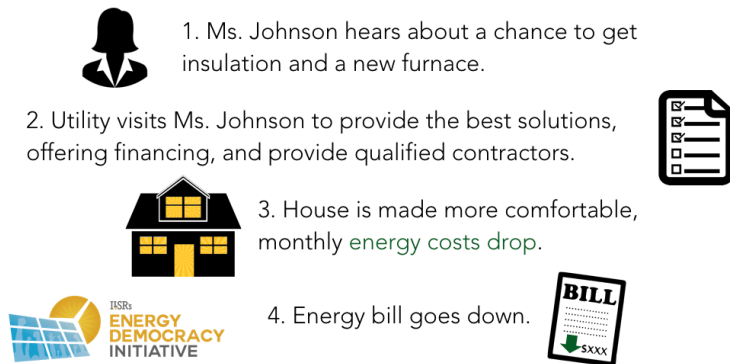 1. Ms. Johnson hears about a chance to get
insulation and a new furnace.
2. Utility visits Ms. Johnson to provide the best solutions,
offering financing, and provide qualified contractors.
3. House is made more comfortable,
monthly energy costs drop.
ILSR's
ENERGY
DEMOCRACY
INITIATIVE
4. Energy bill goes down.
BILL
$XXX